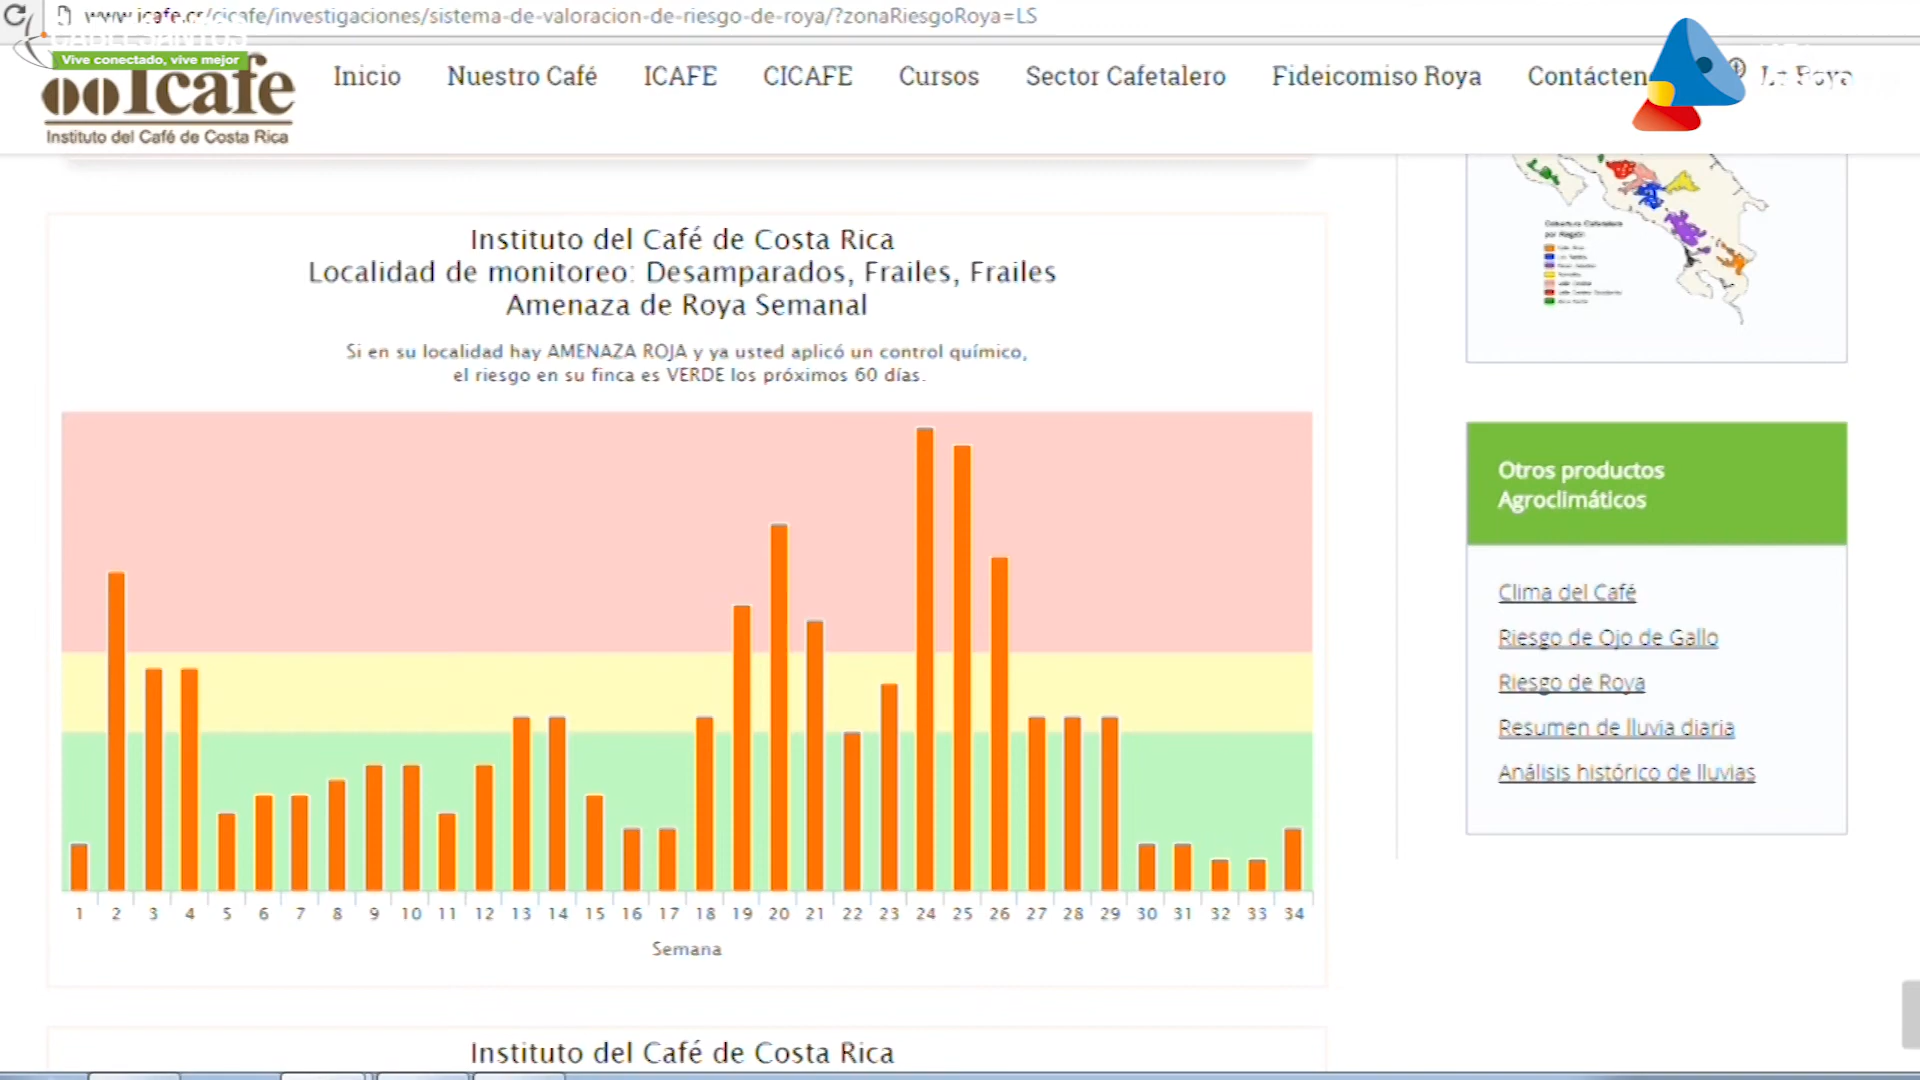 www.icafe.cr/cicafe/investigaciones/sistema-de-valoracion-de-riesgo-de-roya/?zonaRiesgoRoya=LS
Vive conectado, vive mejor
Icafe
Instituto del Café de Costa Rica
Inicio
Nuestro Café
ICAFE
CICAFE
Cursos
Sector Cafetalero
Fideicomiso Roya
Instituto del Café de Costa Rica
Localidad de monitoreo: Desamparados, Frailes, Frailes
Amenaza de Roya Semanal
Si en su localidad hay AMENAZA ROJA y ya usted aplicó un control químico,
el riesgo en su finca es VERDE los próximos 60 días.
1 2 3 4 5 6 7 8 9 10 11 12 13 14 15 16 17 18 19 20 21 22 23 24 25 26 27 28 29 30 31 32 33 34
Semana
Cobertura Cafetalera
por Región
Otros productos
Agroclimáticos
Clima del Café
Riesgo de Ojo de Gallo
Riesgo de Roya
Resumen de lluvia diaria
Análisis histórico de lluvias
Instituto del Café de Costa Rica